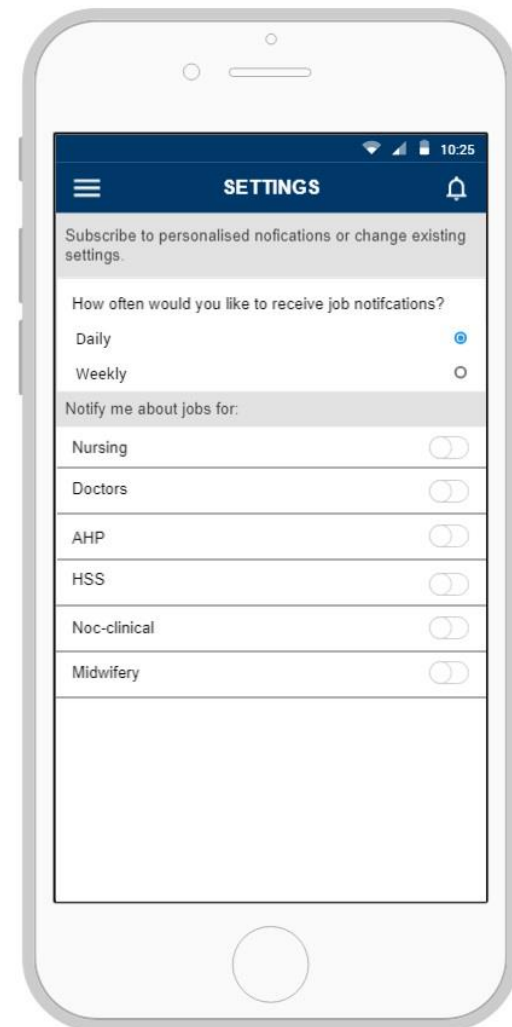 10:25
SETTINGS
Subscribe to personalised nofications or change existing
settings.
How often would you like to receive job notifcations?
Daily
Weekly
Notify me about jobs for:
Nursing
Doctors
AHP
HSS
Noc-clinical
Midwifery